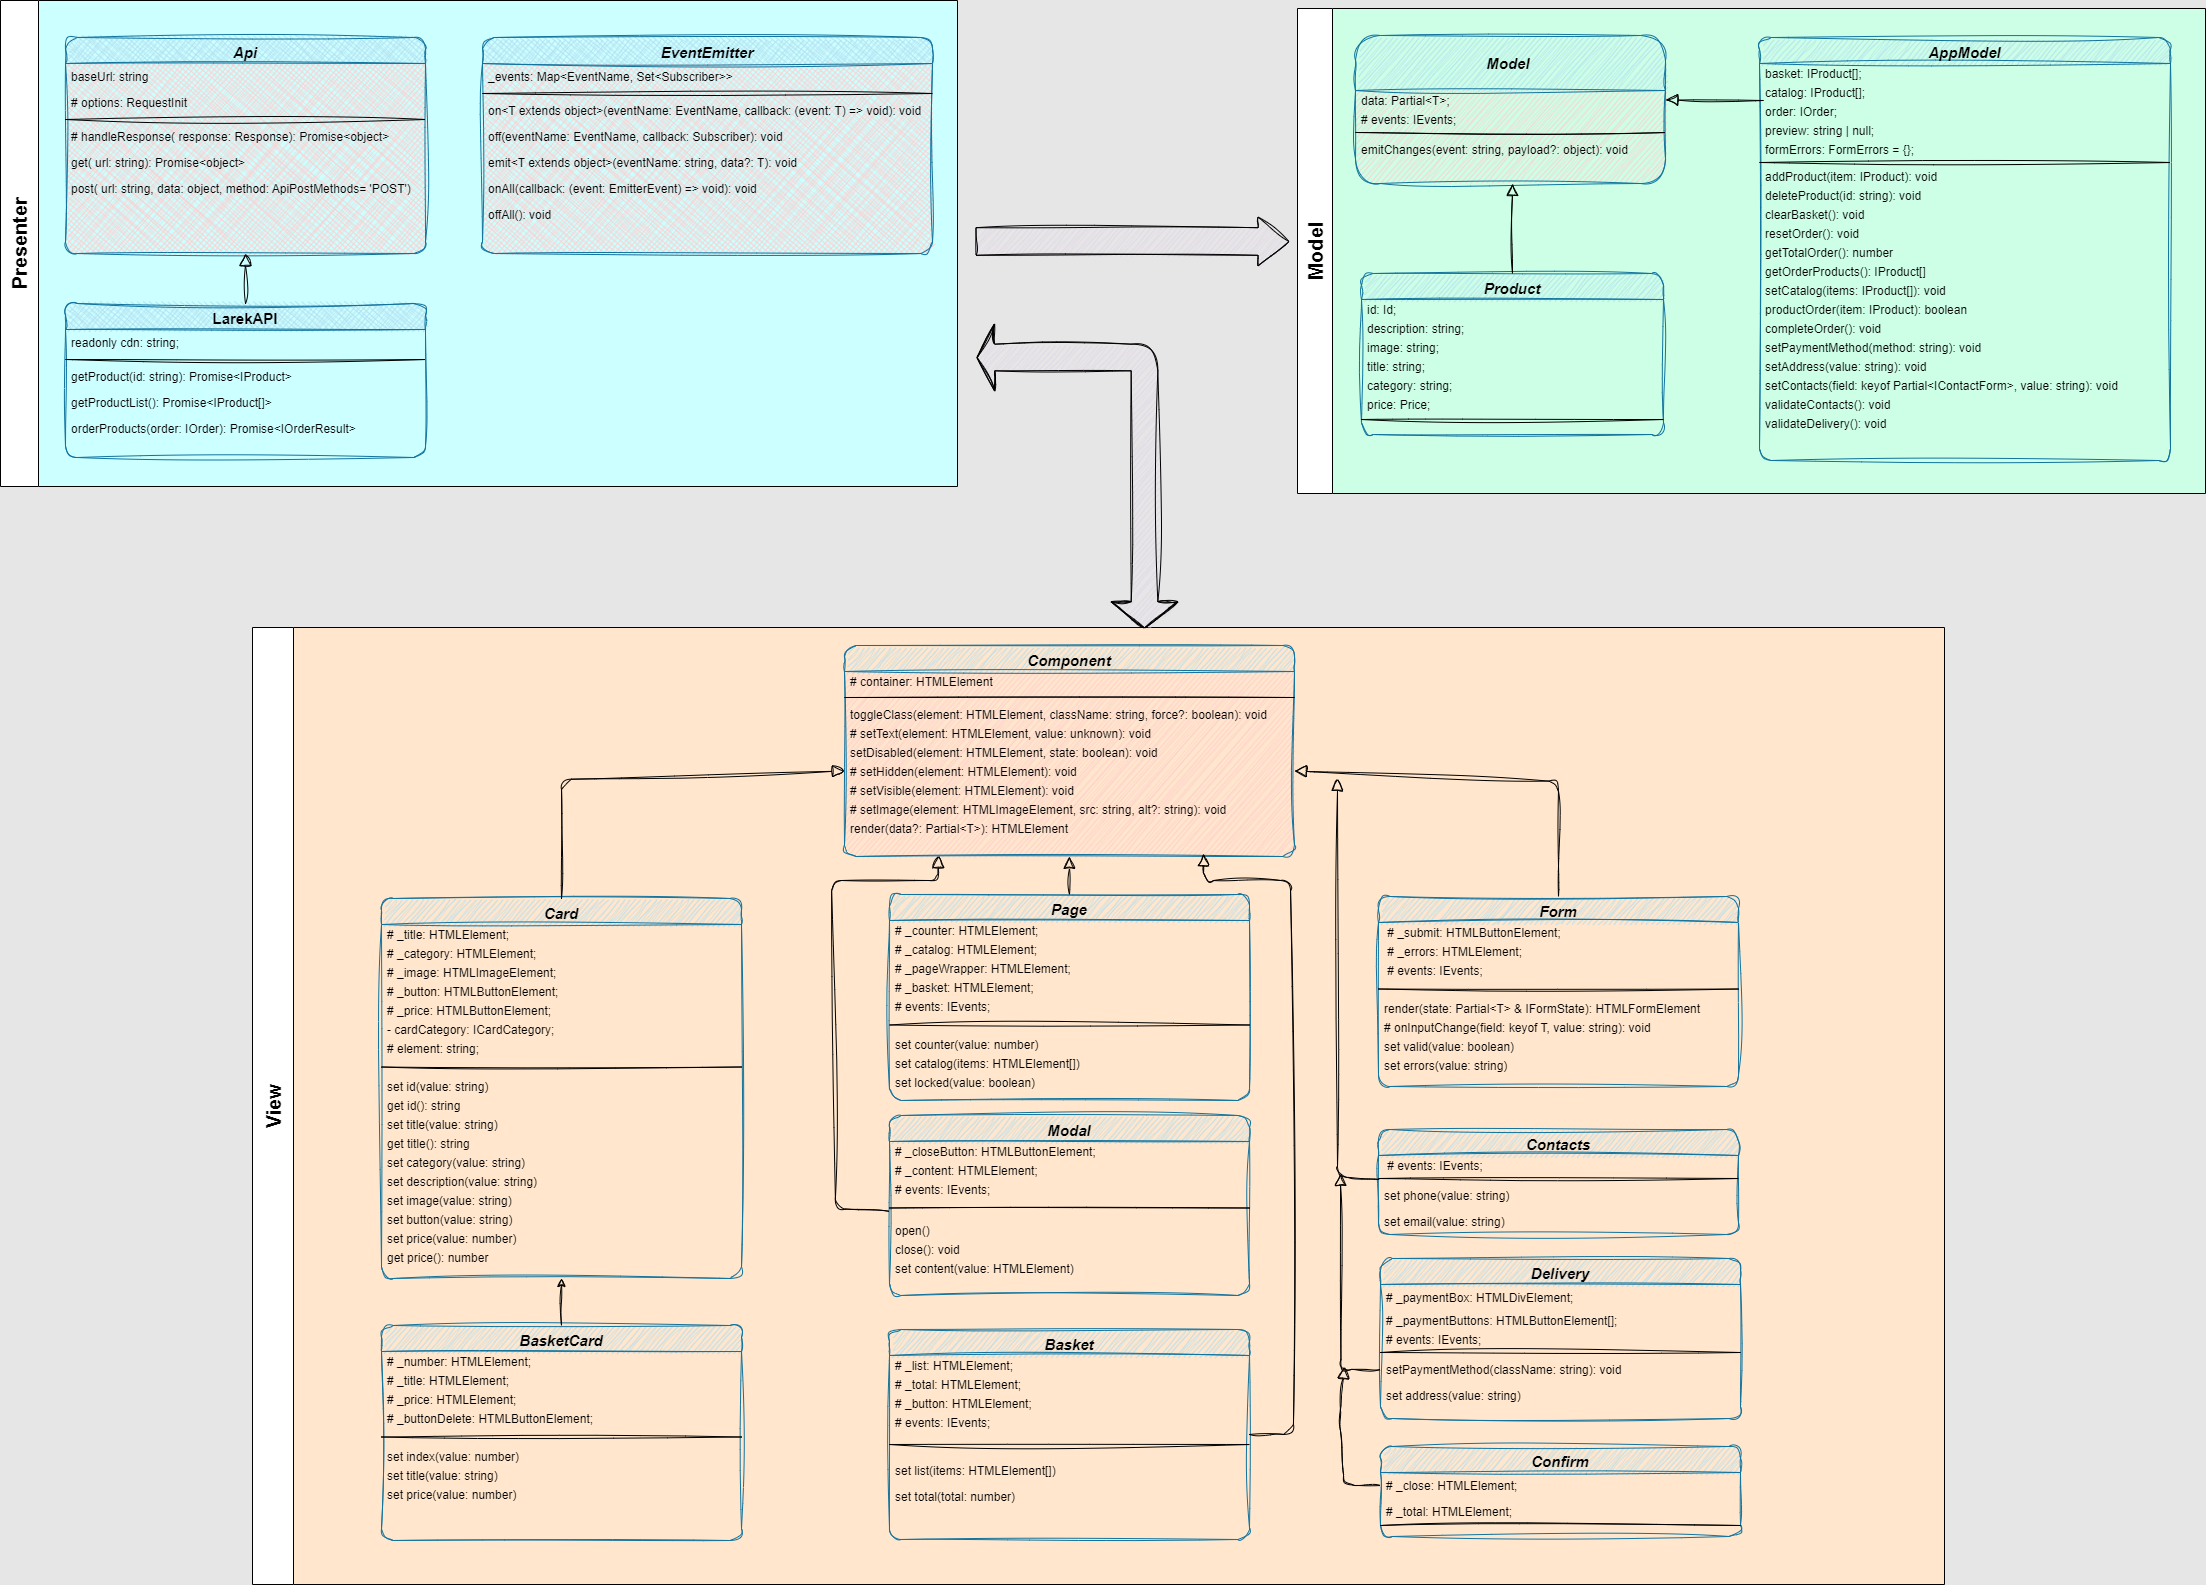 Presenter
Api
baseUrl: string
# options: RequestInit
# handleResponse( response: Response): Promise<object>
get( url: string): Promise<object>
post( url: string, data: object, method: ApiPostMethods= 'POST')
EventEmitter
_events: Map<EventName, Set<Subscriber>>
on<T extends object>(eventName: EventName, callback: (event: T) => void): void
off(eventName: EventName, callback: Subscriber): void
emit<T extends object>(eventName: string, data?: T): void
onAll(callback: (event: EmitterEvent) => void): void
offAll(): void
LarekAPI
readonly cdn: string;
getProduct(id: string): Promise<IProduct>
getProductList(): Promise<IProduct[]>
orderProducts(order: IOrder): Promise<IOrderResult>
Model
Model
data: Partial<T>;
# events: IEvents;
emitChanges(event: string, payload?: object): void
Product
id: Id;
description: string;
image: string;
title: string;
category: string;
price: Price;
AppModel
basket: IProduct[];
catalog: IProduct[];
order: IOrder;
preview: string | null;
formErrors: FormErrors = {};
addProduct(item: IProduct): void
deleteProduct(id: string): void
clearBasket(): void
resetOrder(): void
getTotalOrder(): number
getOrderProducts(): IProduct[]
setCatalog(items: IProduct[]): void
productOrder(item: IProduct): boolean
completeOrder(): void
setPaymentMethod(method: string): void
setAddress(value: string): void
setContacts(field: keyof Partial<IContactForm>, value: string): void
validateContacts(): void
validateDelivery(): void
View
Component
# container: HTMLElement
toggleClass(element: HTMLElement, className: string, force?: boolean): void
# setText(element: HTMLElement, value: unknown): void
setDisabled(element: HTMLElement, state: boolean): void
# setHidden(element: HTMLElement): void
# setVisible(element: HTMLElement): void
# setImage(element: HTMLImageElement, src: string, alt?: string): void
render(data?: Partial<T>): HTMLElement
Card
# _title: HTMLElement;
# _category: HTMLElement;
# _image: HTMLImageElement;
# _button: HTMLButtonElement;
# _price: HTMLButtonElement;
- cardCategory: ICardCategory;
# element: string;
set id(value: string)
get id(): string
set title(value: string)
get title(): string
set category(value: string)
set description(value: string)
set image(value: string)
set button(value: string)
set price(value: number)
get price(): number
BasketCard
# _number: HTMLElement;
# _title: HTMLElement;
# _price: HTMLElement;
# _buttonDelete: HTMLButtonElement;
set index(value: number)
set title(value: string)
set price(value: number)
Page
# _counter: HTMLElement;
# _catalog: HTMLElement;
# _pageWrapper: HTMLElement;
# _basket: HTMLElement;
# events: IEvents;
set counter(value: number)
set catalog(items: HTMLElement[])
set locked(value: boolean)
Modal
# _closeButton: HTMLButtonElement;
# _content: HTMLElement;
# events: IEvents;
open()
close(): void
set content(value: HTMLElement)
Basket
# _list: HTMLElement;
# _total: HTMLElement;
# _button: HTMLElement;
# events: IEvents;
set list(items: HTMLElement[])
set total(total: number)
Form
# _submit: HTMLButtonElement;
# _errors: HTMLElement;
# events: IEvents;
render(state: Partial<T> & IFormState): HTMLFormElement
# onInputChange(field: keyof T, value: string): void
set valid(value: boolean)
set errors(value: string)
Contacts
# events: IEvents;
set phone(value: string)
set email(value: string)
Delivery
# _paymentBox: HTMLDivElement;
# _paymentButtons: HTMLButtonElement[];
# events: IEvents;
setPaymentMethod(className: string): void
set address(value: string)
Confirm
# _close: HTMLElement;
# _total: HTMLElement;